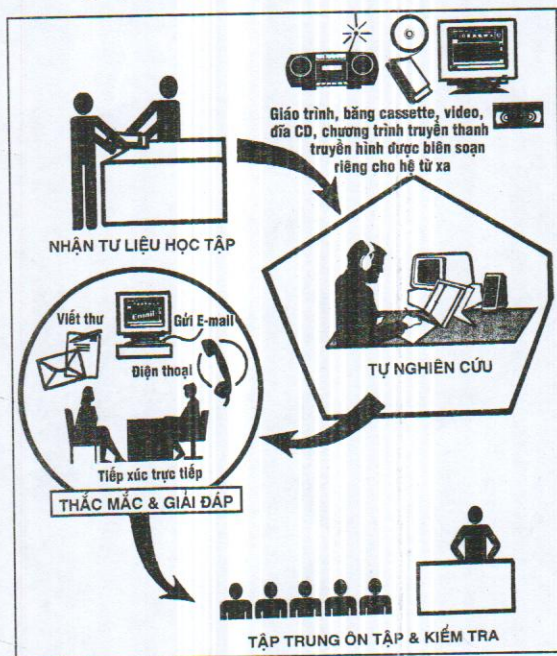 Giáo trình, băng cassette, video,
đĩa CD, chương trình truyền thanh
truyền hình được biên soạn
riêng cho hệ từ xa
NHẬN TƯ LIỆU HỌC TẬP
TỰ NGHIÊN CỨU
Viết thư
Email
Gửi E-mail
Điện thoại
Tiếp xúc trực tiếp
THẮC MẮC & GIẢI ĐÁP
TẬP TRUNG ÔN TẬP & KIỂM TRA